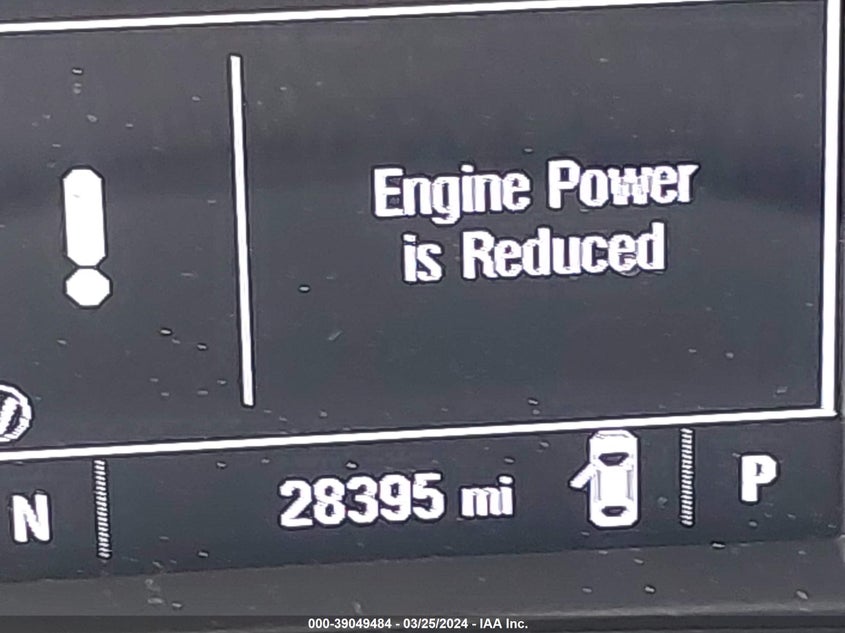 Engine Power
is Reduced
N
28395 mi
P
000-39049484 - 03/25/2024 - IAA Inc.